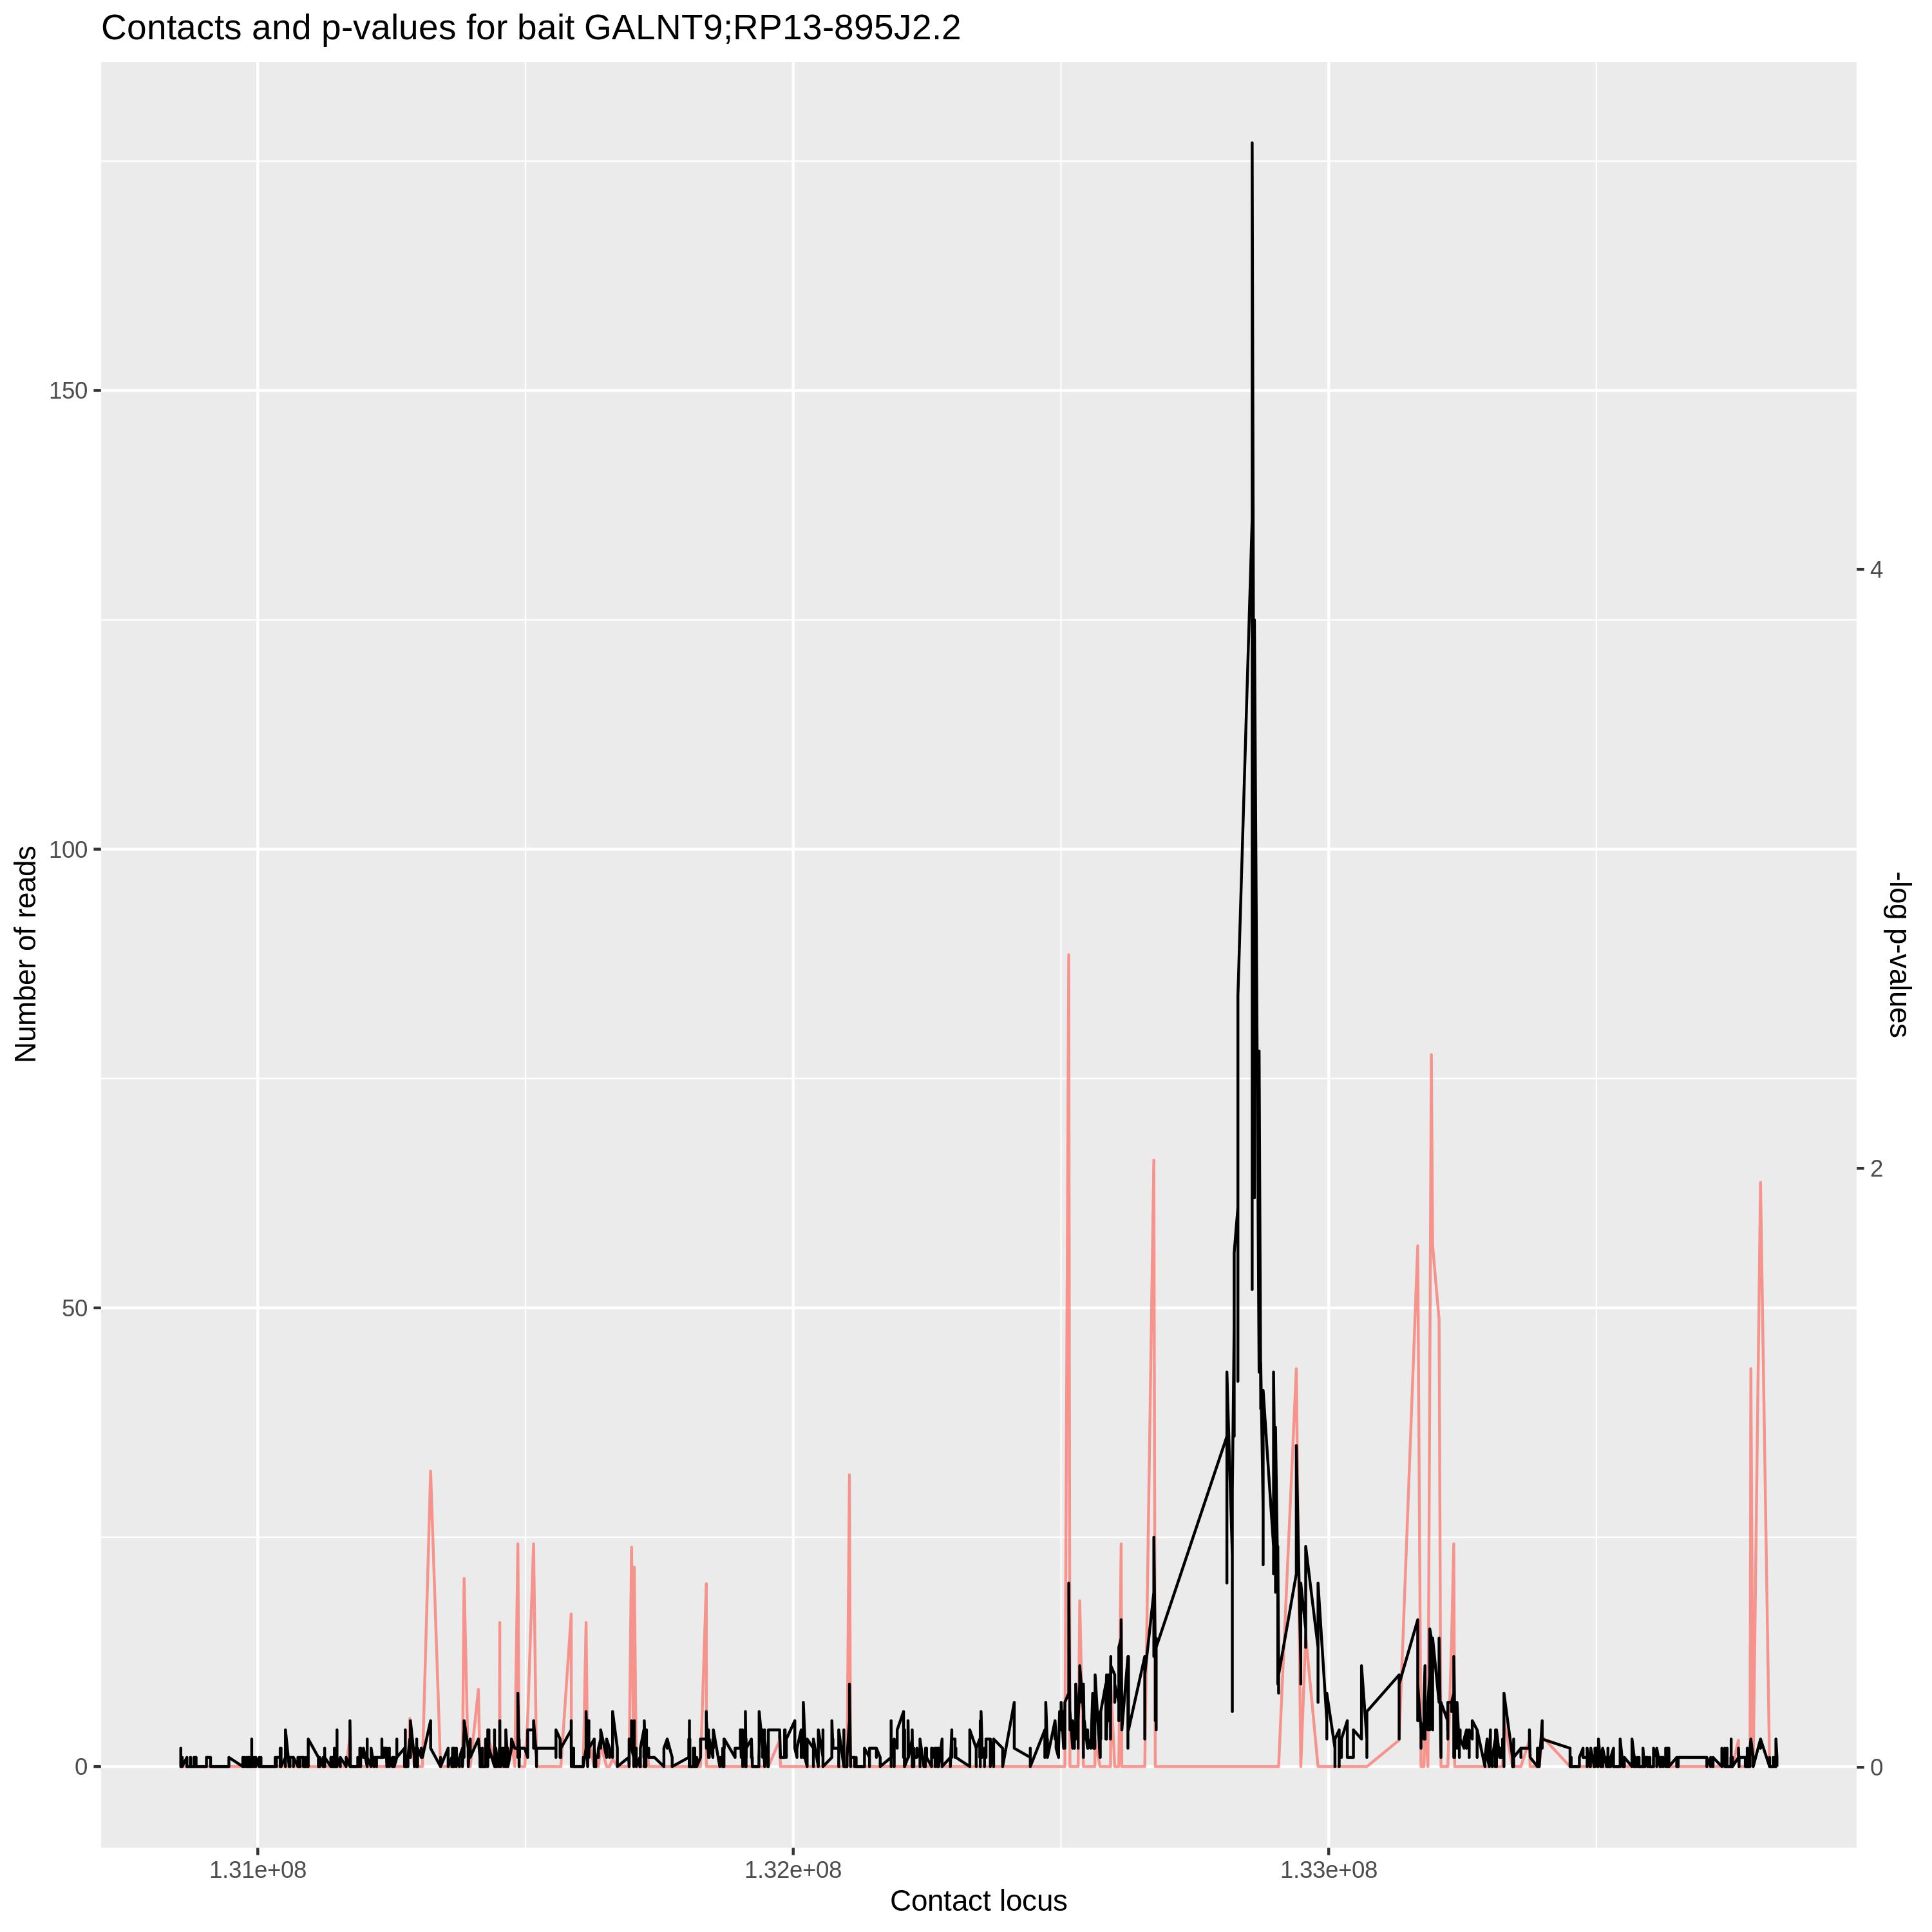 Contacts and p-values for bait GALNT9;RP13-895J2.2
Number of reads
150
100
50
0
4
2
0
-log p-values
1.31e+08
1.32e+08
1.33e+08
Contact locus